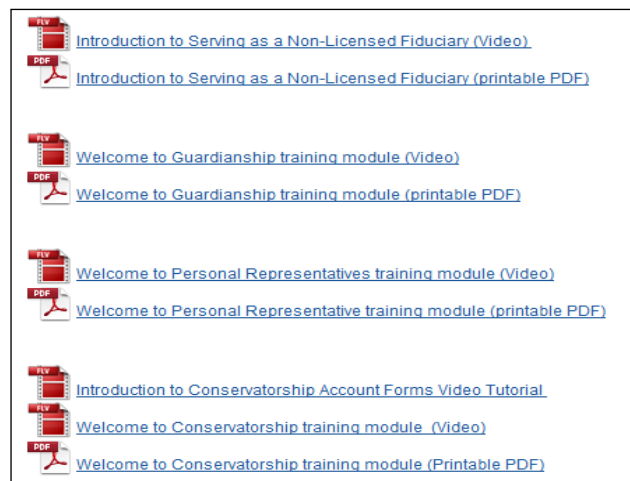 FLV
Introduction to Serving as a Non-Licensed Fiduciary (Video)
PDF
Introduction to Serving as a Non-Licensed Fiduciary (printable PDF)
FLV
Welcome to Guardianship training module (Video)
PDF
Welcome to Guardianship training module (printable PDF)
FLV
Welcome to Personal Representatives training module (Video)
PDF
Welcome to Personal Representative training module (printable PDF)
FLV
Introduction to Conservatorship Account Forms Video Tutorial
FLV
Welcome to Conservatorship training module (Video)
PDF
Welcome to Conservatorship training module (Printable PDF)